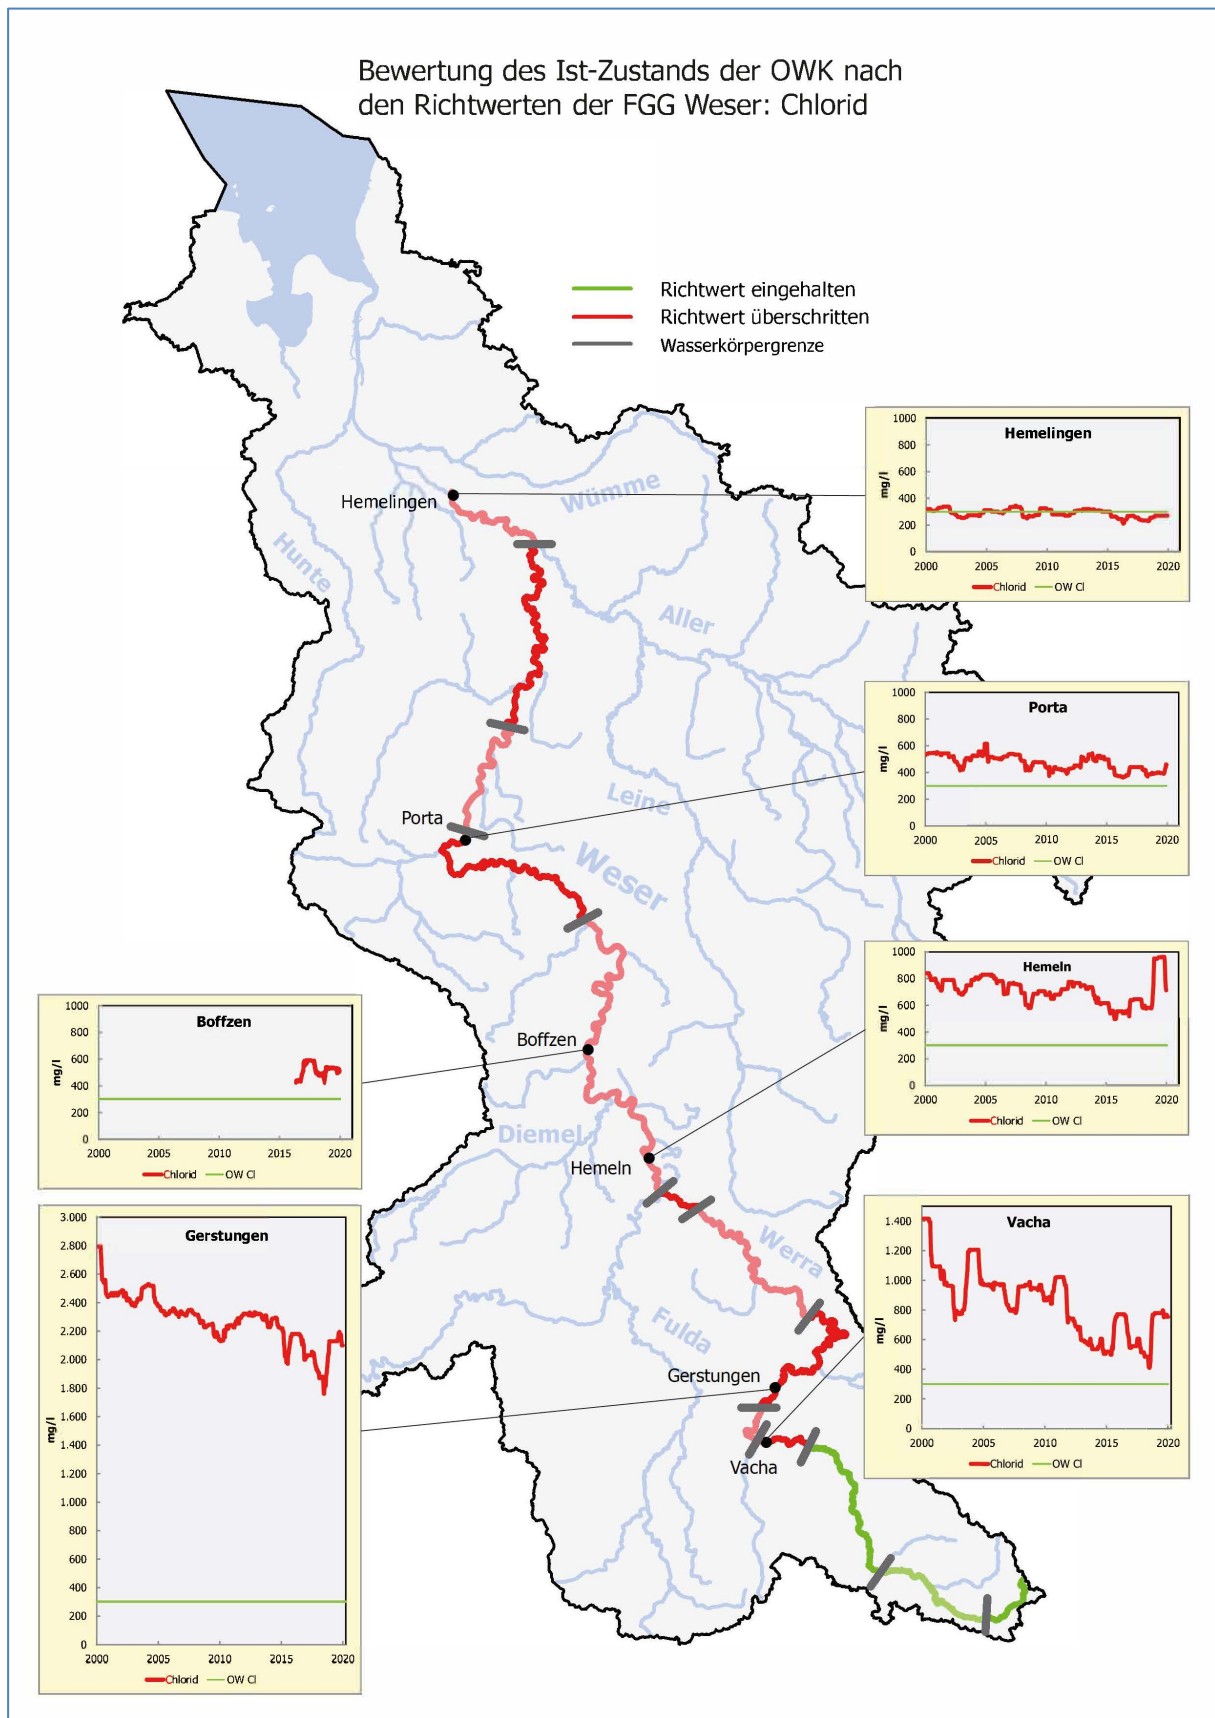 Bewertung des Ist-Zustands der OWK nach
den Richtwerten der FGG Weser: Chlorid
Richtwert eingehalten
Richtwert überschritten
Wasserkörpergrenze
Hemelingen
1000
800
600
400
200
0
mg/l
2000 2005 2010 2015 2020
Chlorid OW Cl
Hemelingen
Wümme
Hunte
Aller
Porta
1000
800
600
400
200
0
mg/l
2000 2005 2010 2015 2020
Chlorid OW Cl
Leine
Porta
Weser
Hemeln
1000
800
600
400
200
0
mg/l
2000 2005 2010 2015 2020
Chlorid OW Cl
Boffzen
1000
800
600
400
200
0
mg/l
2000 2005 2010 2015 2020
Chlorid OW Cl
Boffzen
Diemel
Hemeln
Werra
Fulda
Gerstungen
Vacha
Vacha
1.400
1.200
1.000
800
600
400
200
0
mg/l
2000 2005 2010 2015 2020
Chlorid OW Cl
Gerstungen
3.000
2.800
2.600
2.400
2.200
2.000
1.800
1.600
1.400
1.200
1.000
800
600
400
200
0
mg/l
2000 2005 2010 2015 2020
Chlorid OW Cl